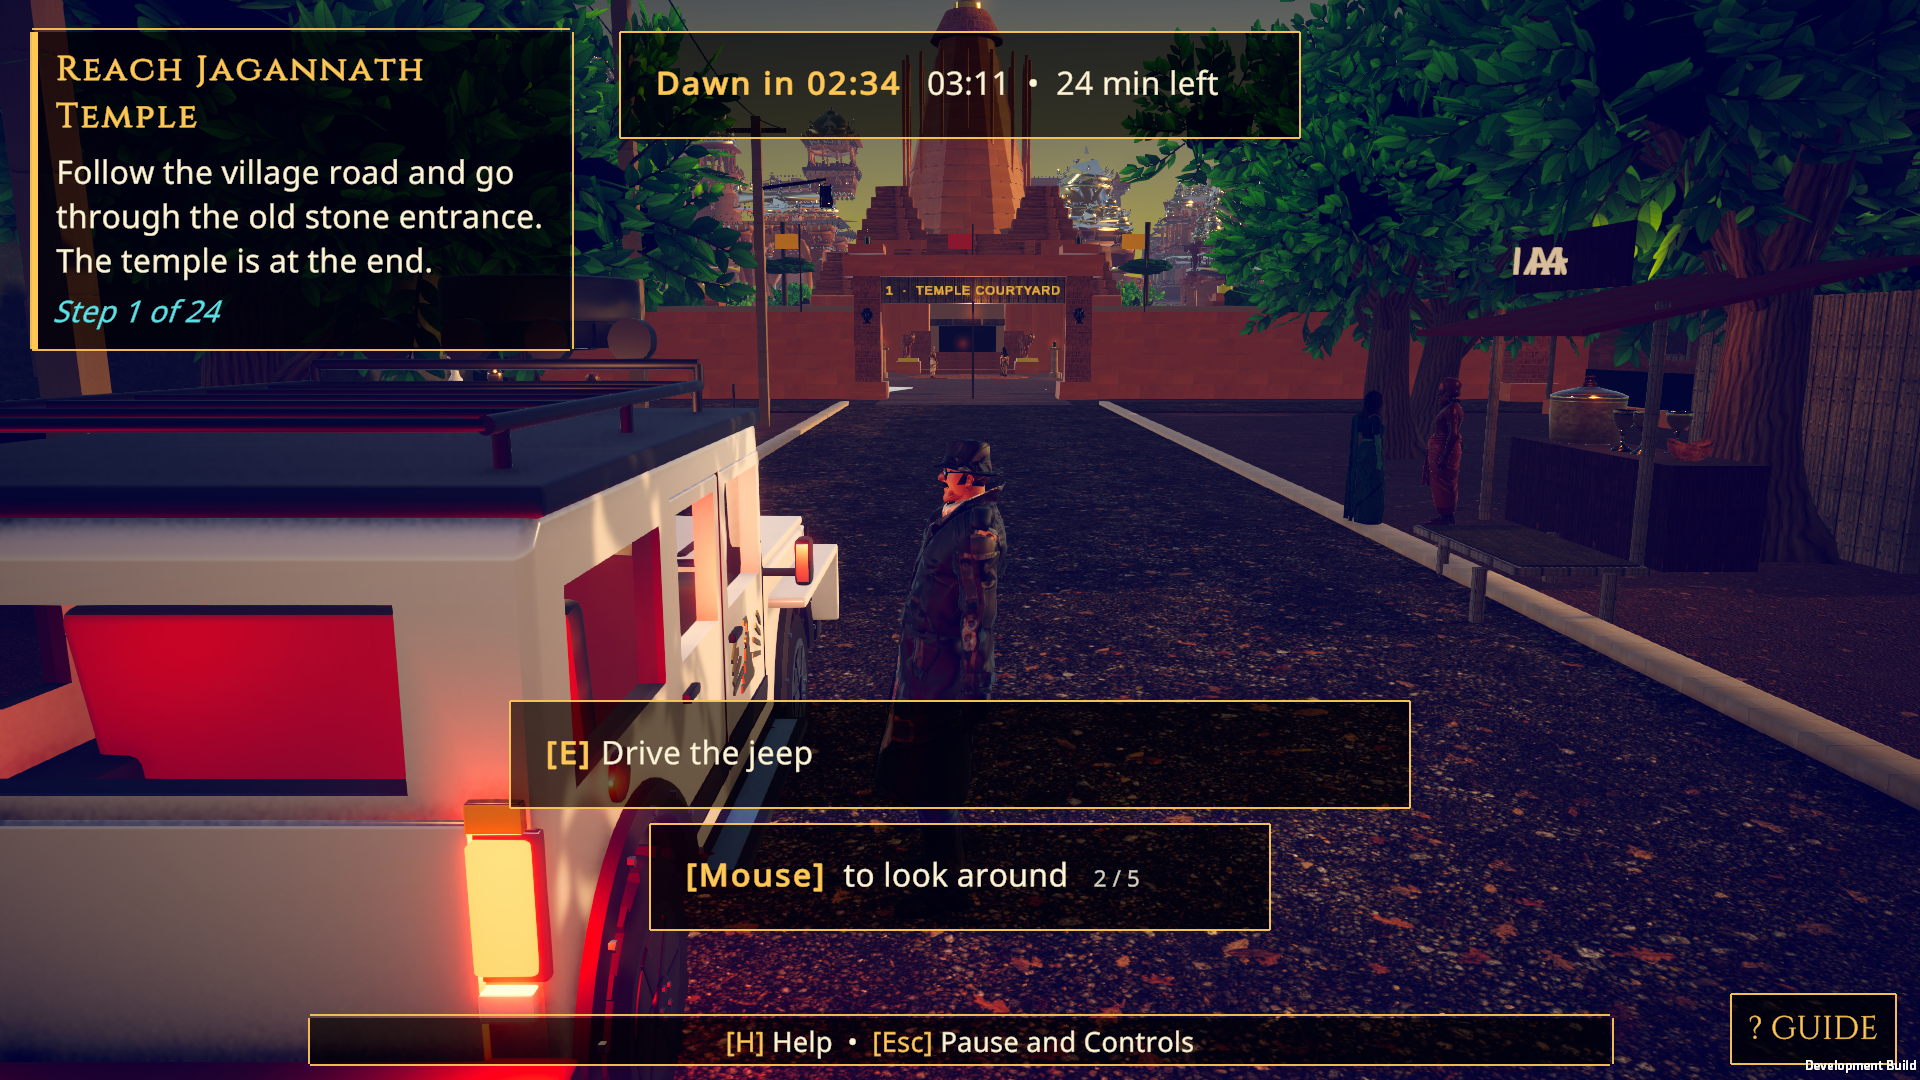 REACH JAGANNATH
TEMPLE
Follow the village road and go
through the old stone entrance.
The temple is at the end.
Step 1 of 24
Dawn in 02:34 03:11 • 24 min left
1 · TEMPLE COURTYARD
[E] Drive the jeep
[Mouse] to look around 2 / 5
[H] Help • [Esc] Pause and Controls
? GUIDE
Development Build